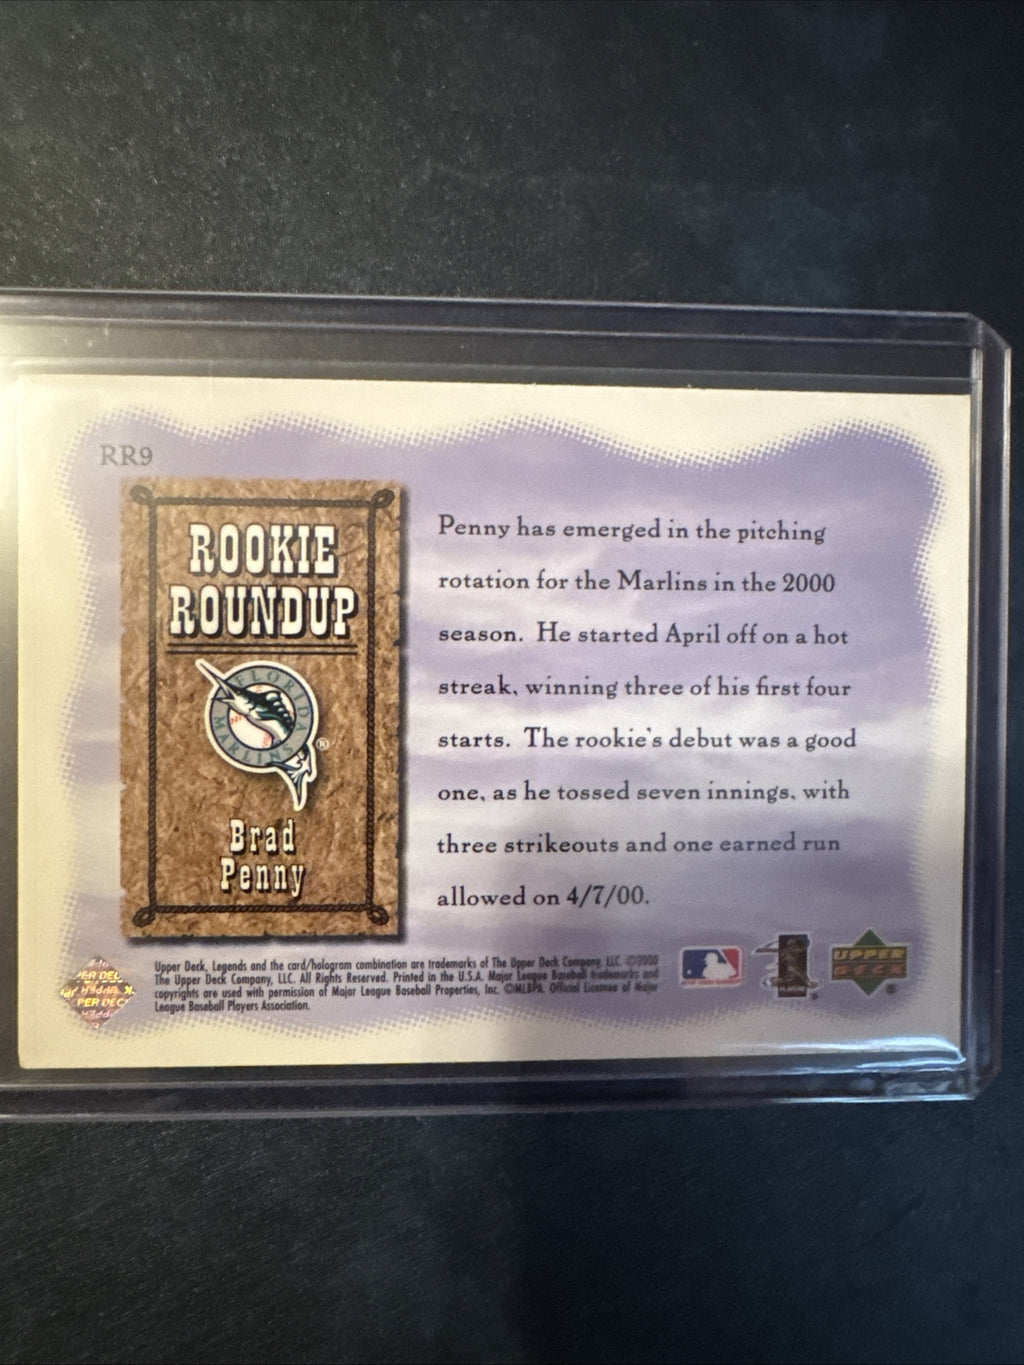 RR9
ROOKIE
ROUNDUP
FLORIDA
MARLINS
®
Brad
Penny
Penny has emerged in the pitching
rotation for the Marlins in the 2000
season. He started April off on a hot
streak, winning three of his first four
starts. The rookie's debut was a good
one, as he tossed seven innings, with
three strikeouts and one earned run
allowed on 4/7/00.
Upper Deck, Legends and the card/hologram combination are trademarks of The Upper Deck Company, LLC. ©2000
The Upper Deck Company, LLC. All Rights Reserved. Printed in the U.S.A. Major League Baseball trademarks and
copyrights are used with permission of Major League Baseball Properties, Inc. ©MLBPA. Official Licensee of Major
League Baseball Players Association.
UPPER
DECK
®